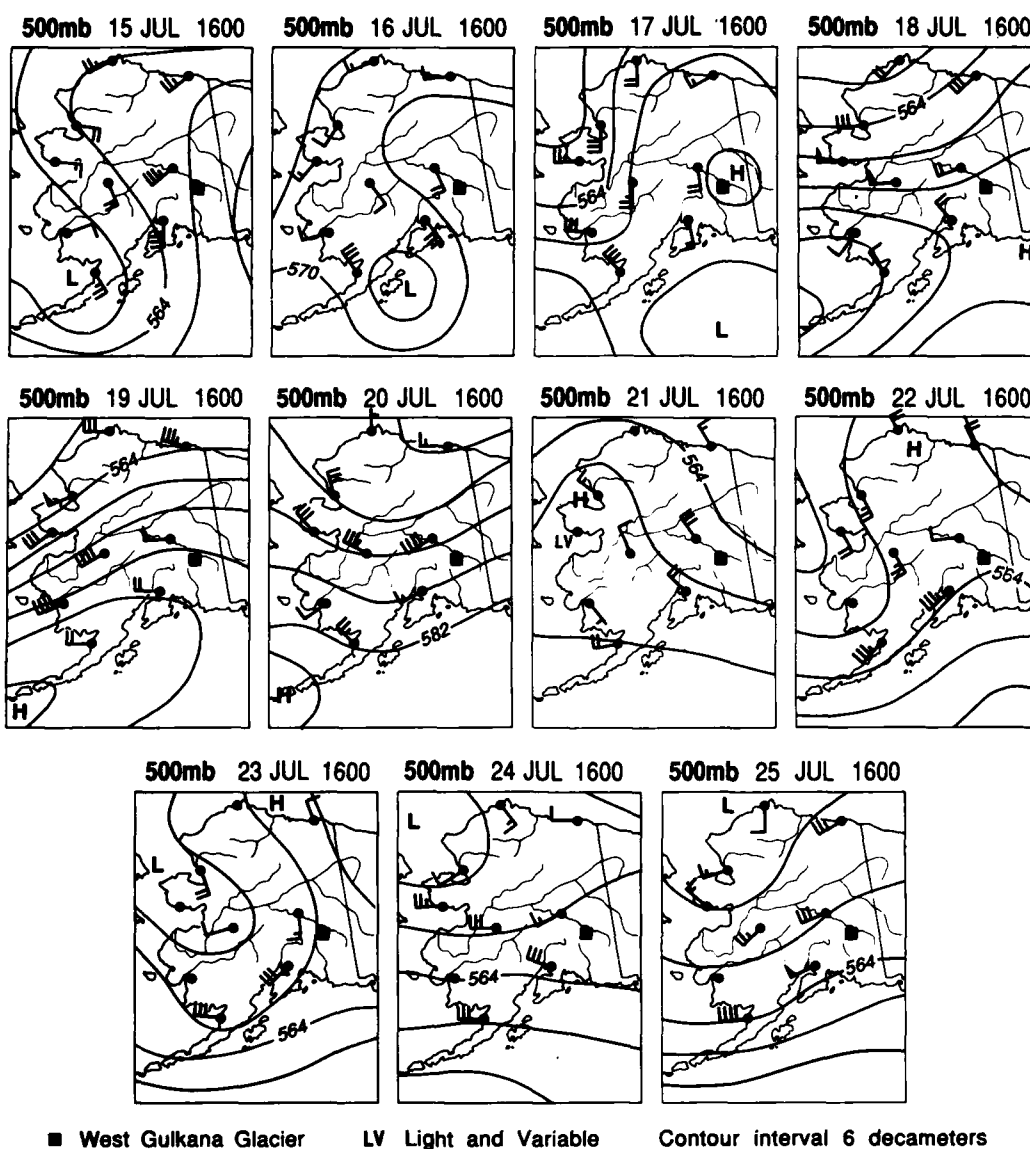 500mb 15 JUL 1600
500mb 16 JUL 1600
500mb 17 JUL 1600
500mb 18 JUL 1600
L
564
570
L
564
H
L
564
H
500mb 19 JUL 1600
500mb 20 JUL 1600
500mb 21 JUL 1600
500mb 22 JUL 1600
564
H
582
H
564
H
LV
H
564
500mb 23 JUL 1600
500mb 24 JUL 1600
500mb 25 JUL 1600
H
L
564
L
564
L
564
West Gulkana Glacier LV Light and Variable Contour interval 6 decameters